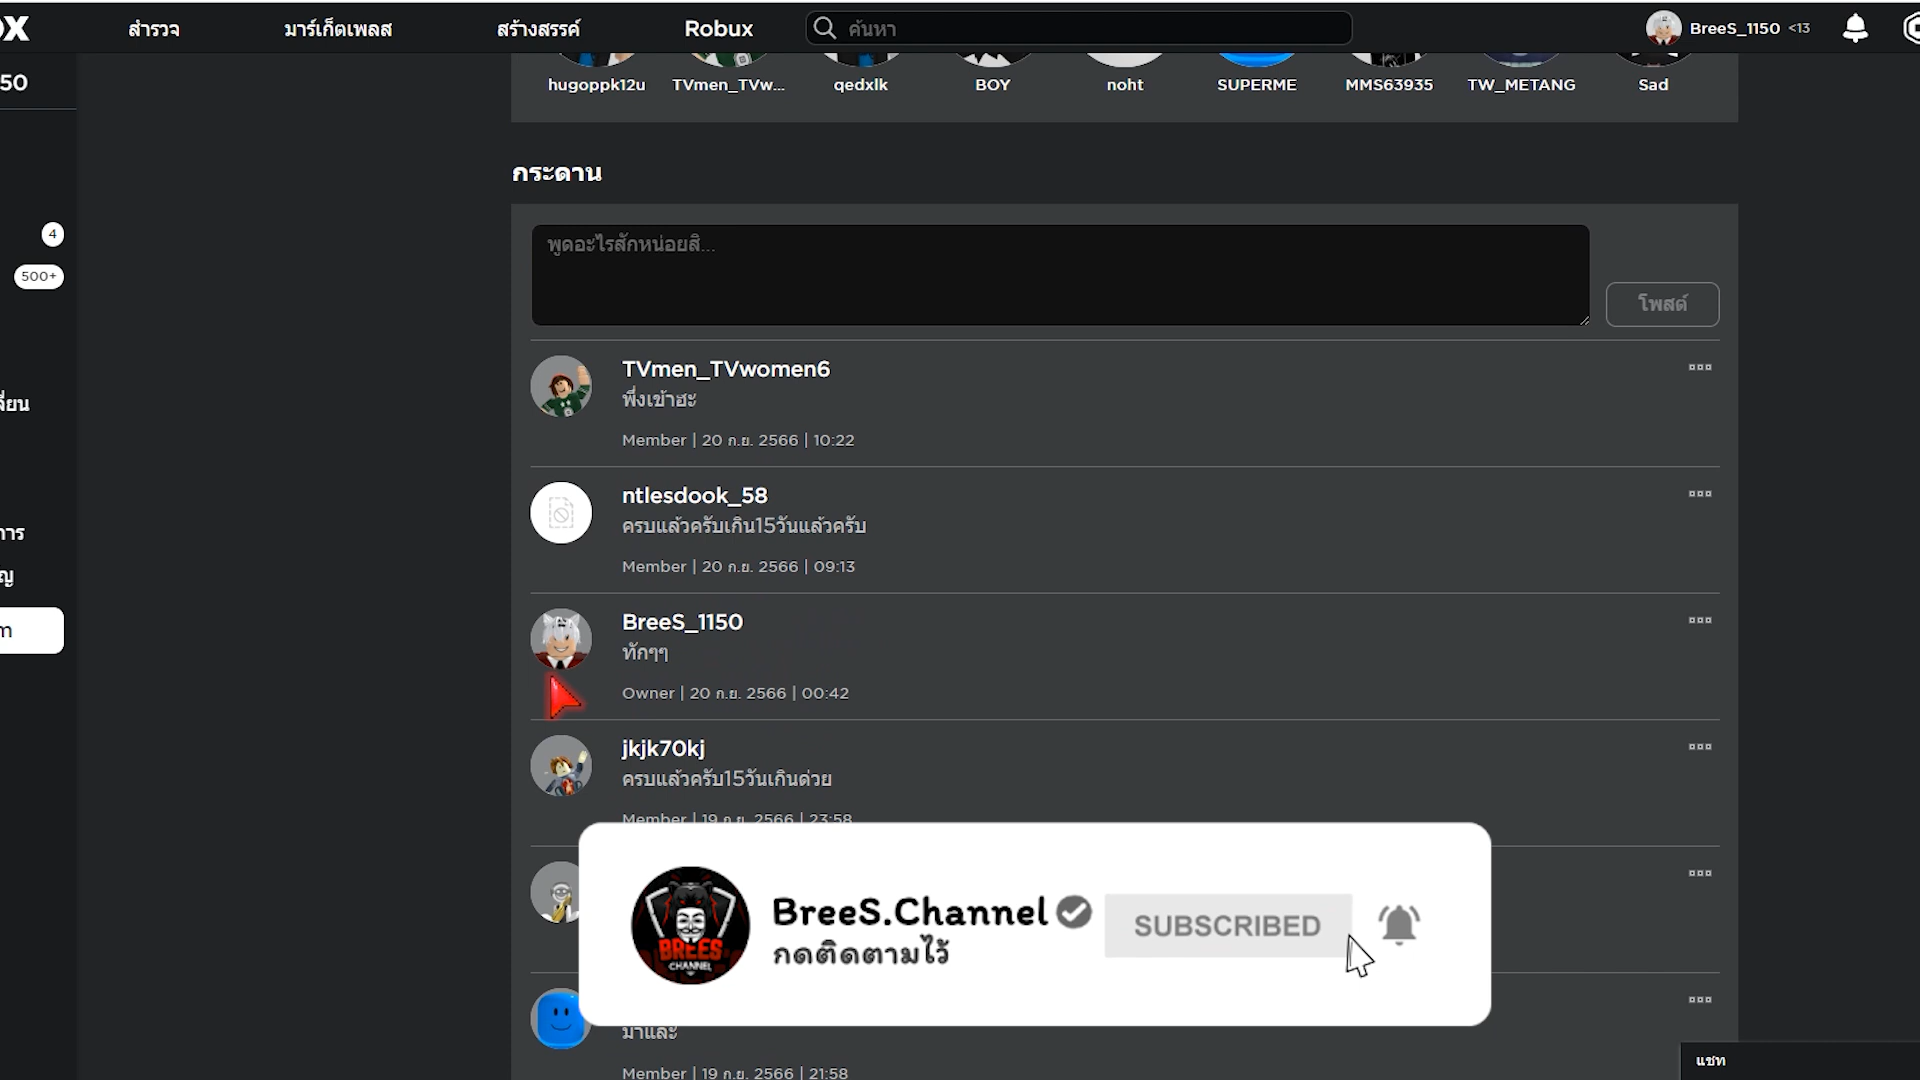 OX
สำรวจ
มาร์เก็ตเพลส
สร้างสรรค์
Robux
ค้นหา
BreeS_1150 <13
50
hugoppk12u
TVmen_TVw...
qedxlk
BOY
noht
SUPERME
MMS63935
TW_METANG
Sad
กระดาน
4
500+
พูดอะไรสักหน่อยสิ...
โพสต์
TVmen_TVwomen6
พึ่งเข้าฮะ
Member | 20 ก.ย. 2566 | 10:22
ntlesdook_58
ครบแล้วครับเกิน15วันแล้วครับ
Member | 20 ก.ย. 2566 | 09:13
BreeS_1150
ทักๆๆ
Owner | 20 ก.ย. 2566 | 00:42
jkjk70kj
ครบแล้วครับ15วันเกินด่วย
Member | 19 ก.ย. 2566 | 23:58
BREES
CHANNEL
BreeS.Channel
กดติดตามไว้
SUBSCRIBED
มาและ
Member | 19 ก.ย. 2566 | 21:58
แชท